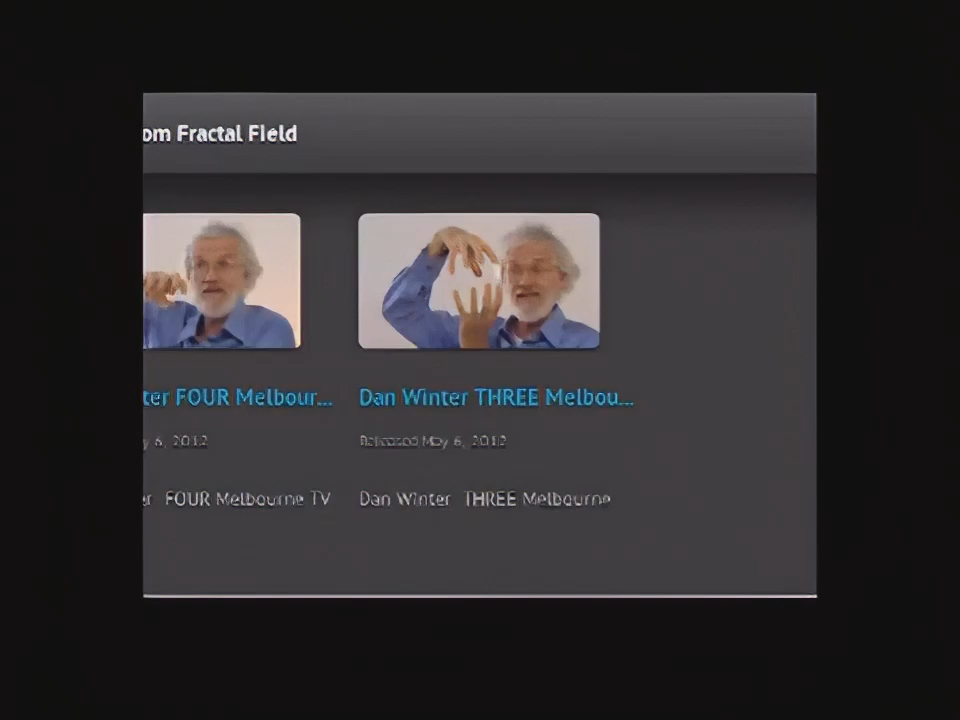 om Fractal Field
ter FOUR Melbour...
Dan Winter THREE Melbou...
y 6, 2012
Released May 6, 2012
er FOUR Melbourne TV
Dan Winter THREE Melbourne